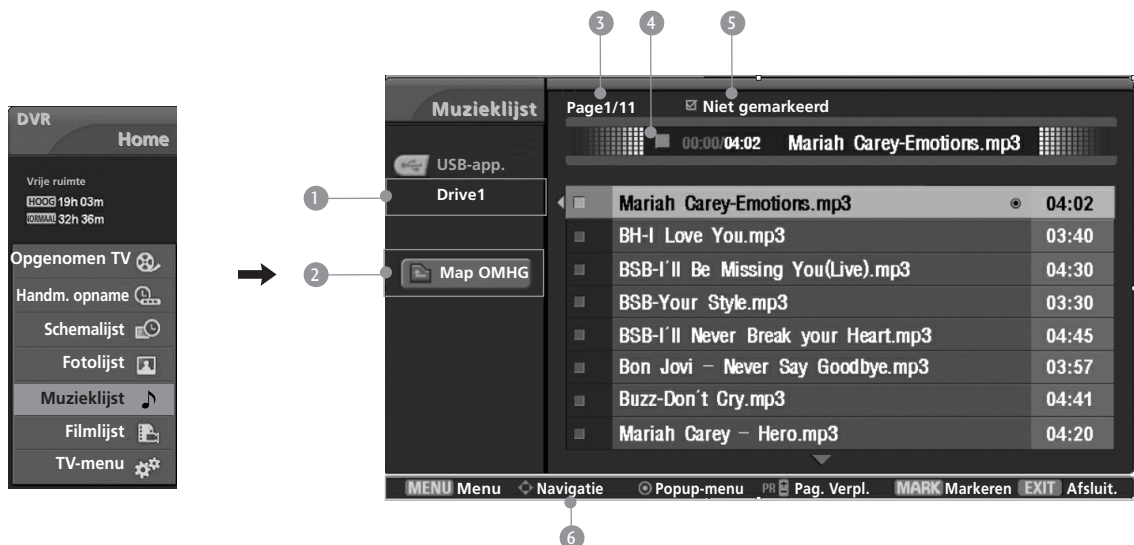 3 4 5
DVR
Home
Vrije ruimte
HOOG 19h 03m
NORMAAL 32h 36m
Opgenomen TV
Handm. opname
Schemalijst
Fotolijst
Muzieklijst
Filmlijst
TV-menu
Muzieklijst
USB-app.
1 Drive1
2 Map OMHG
Page1/11 Niet gemarkeerd
00:00/04:02 Mariah Carey-Emotions.mp3
Mariah Carey-Emotions.mp3 04:02
BH-I Love You.mp3 03:40
BSB-I´ll Be Missing You(Live).mp3 04:30
BSB-Your Style.mp3 03:30
BSB-I´ll Never Break your Heart.mp3 04:45
Bon Jovi - Never Say Goodbye.mp3 03:57
Buzz-Don´t Cry.mp3 04:41
Mariah Carey - Hero.mp3 04:20
MENU Menu Navigatie Popup-menu PR Pag. Verpl. MARK Markeren EXIT Afsluit.
6